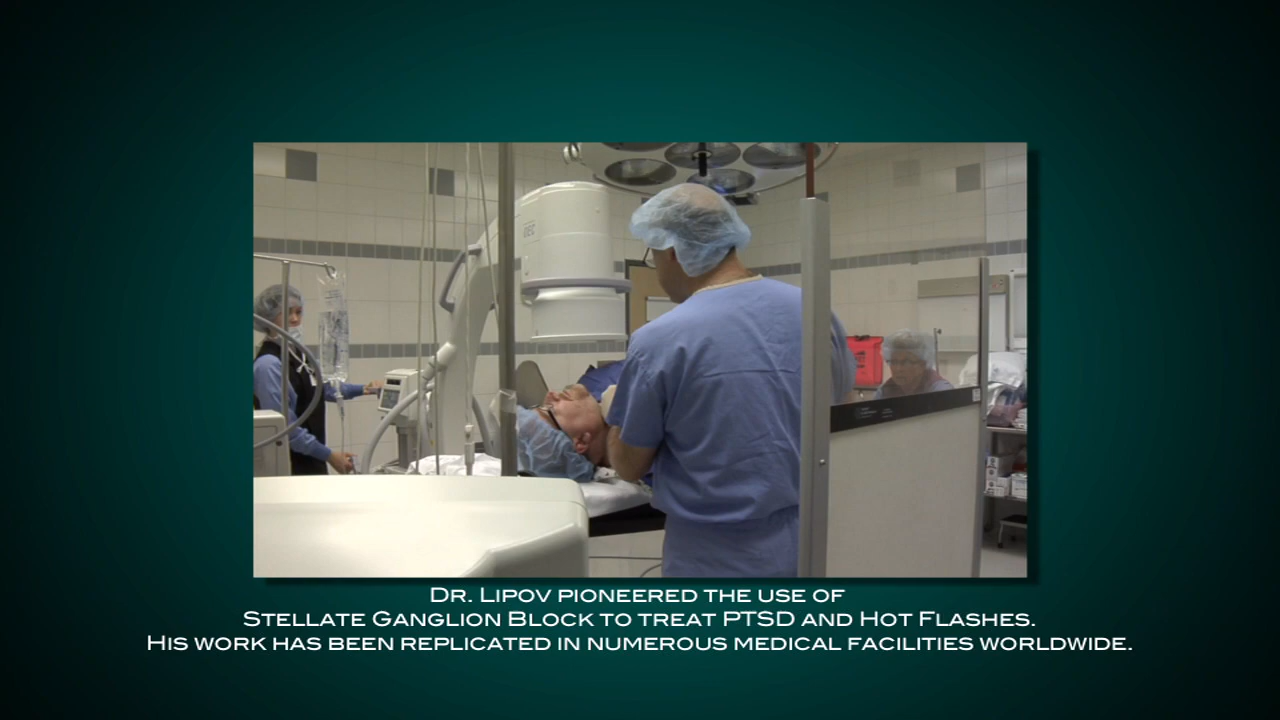 Dr. Lipov pioneered the use of
Stellate Ganglion Block to treat PTSD and Hot Flashes.
His work has been replicated in numerous medical facilities worldwide.